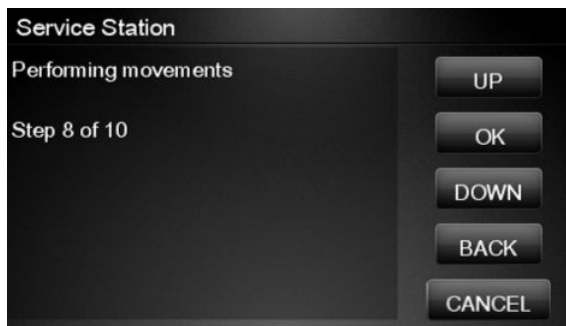 Service Station
Performing movements
Step 8 of 10
UP
OK
DOWN
BACK
CANCEL